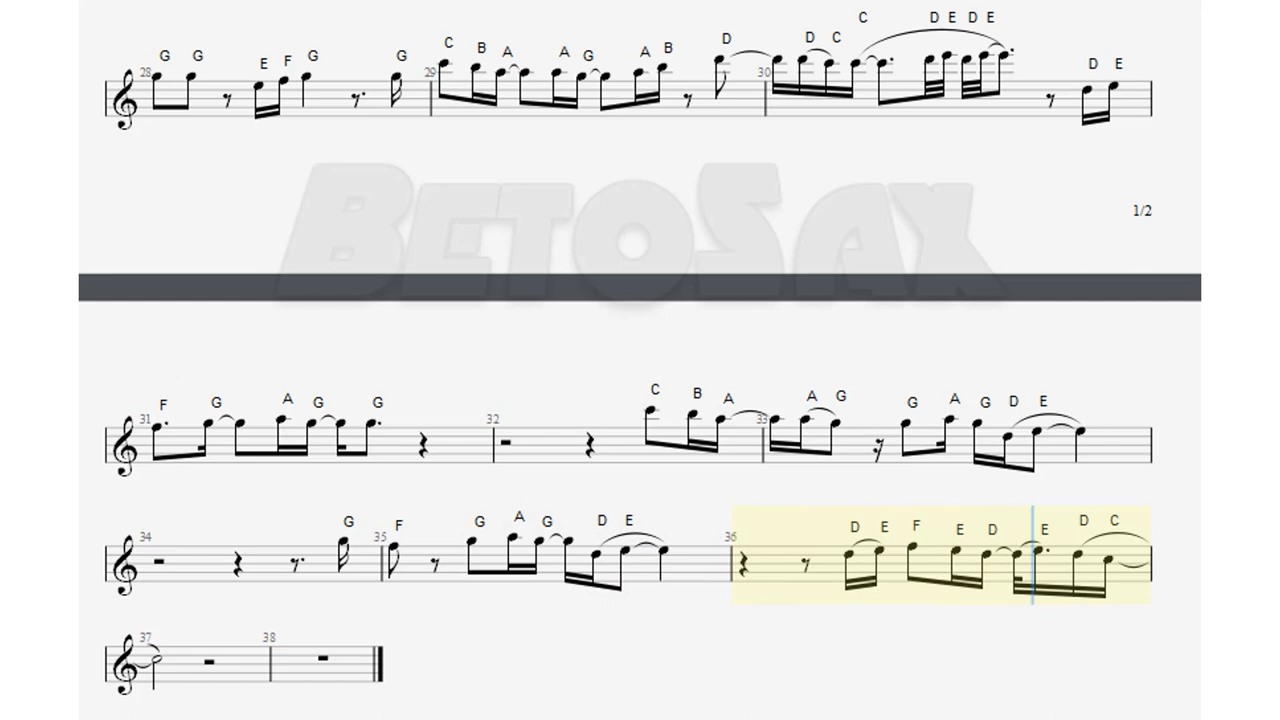 C D E D E
G G E F G G C B A A G A B D D C D E
28 29 30
BETOSAX
1/2
F G A G G C B A A G G A G D E
31 32 33
G F G A G D E D E F E D E D C
34 35 36
37 38